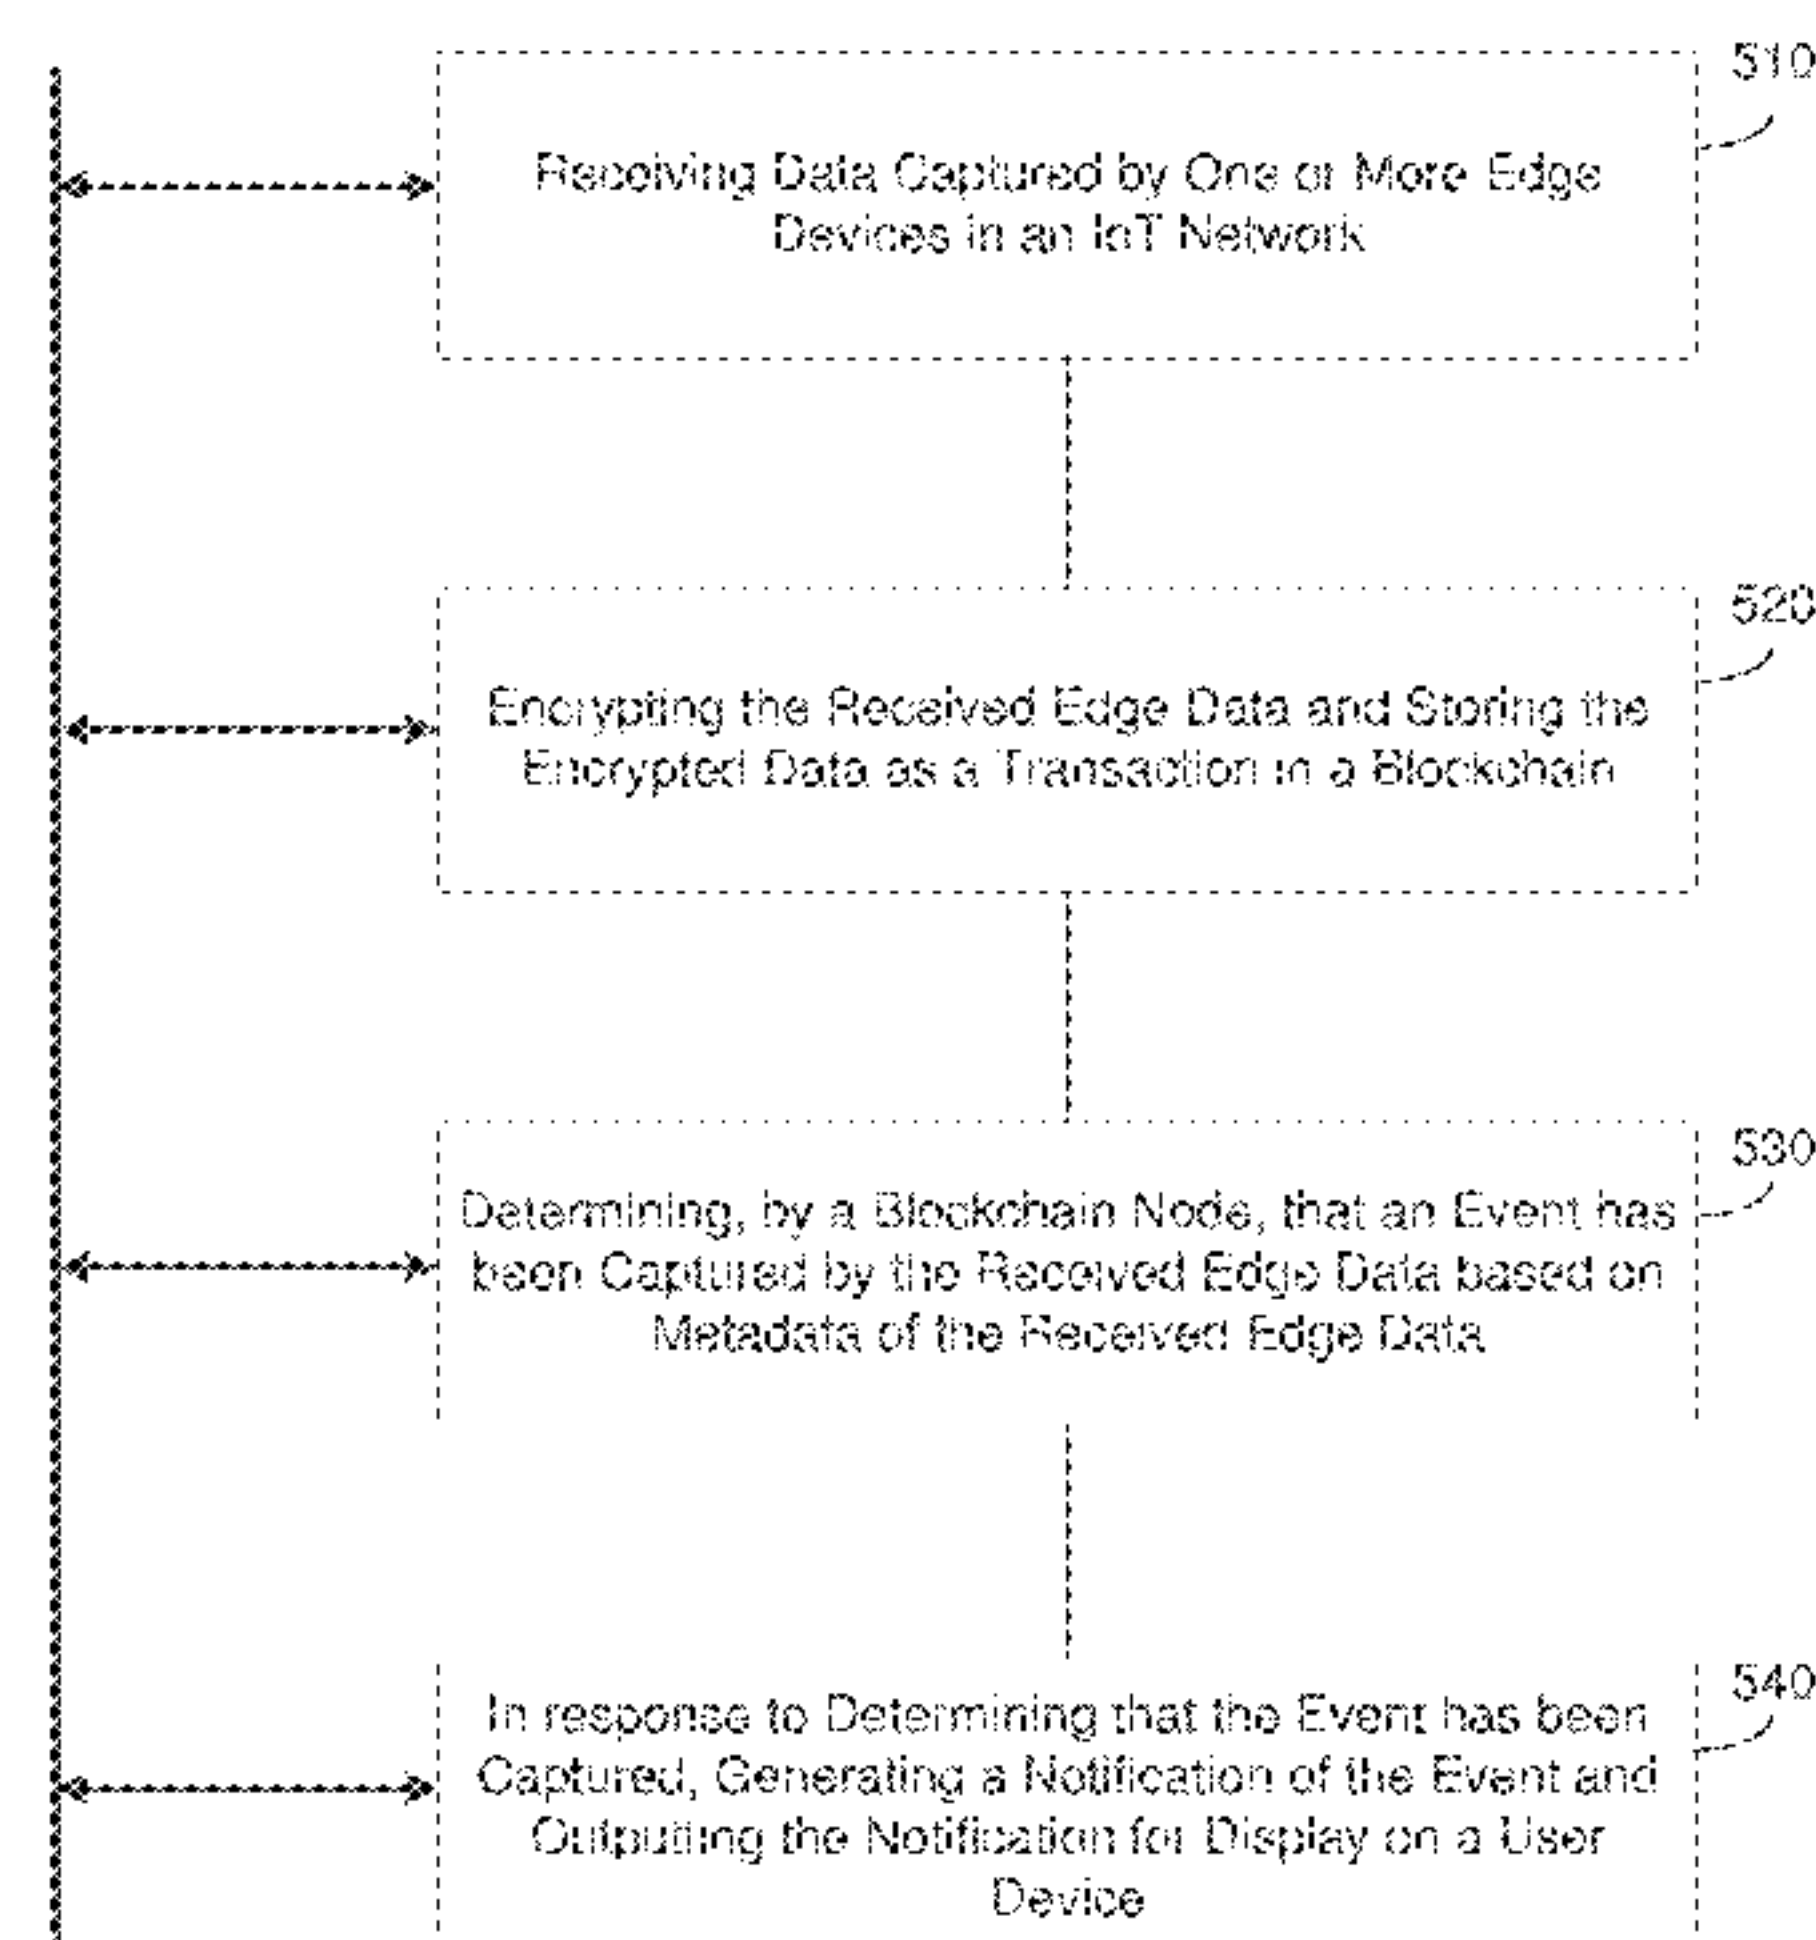 510
Receiving Data Captured by One or More Edge
Devices in an IoT Network
520
Encrypting the Received Edge Data and Storing the
Encrypted Data as a Transaction in a Blockchain
530
Determining, by a Blockchain Node, that an Event has
been Captured by the Received Edge Data based on
Metadata of the Received Edge Data
540
In response to Determining that the Event has been
Captured, Generating a Notification of the Event and
Outputting the Notification for Display on a User
Device